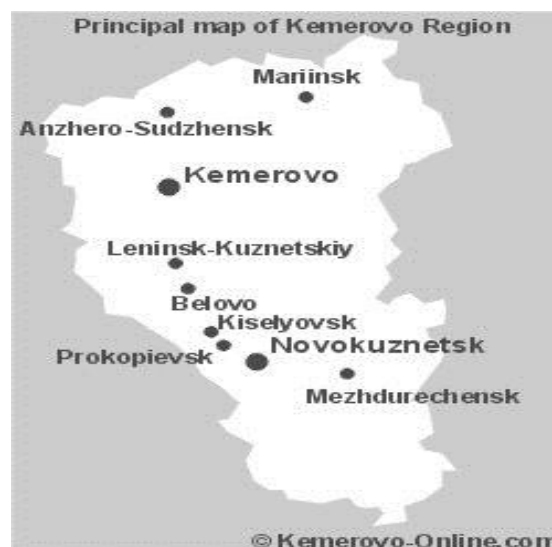 Principal map of Kemerovo Region
Mariinsk
Anzhero-Sudzhensk
Kemerovo
Leninsk-Kuznetskiy
Belovo
Kiselyovsk
Prokopievsk
Novokuznetsk
Mezhdurechensk
© Kemerovo-Online.com